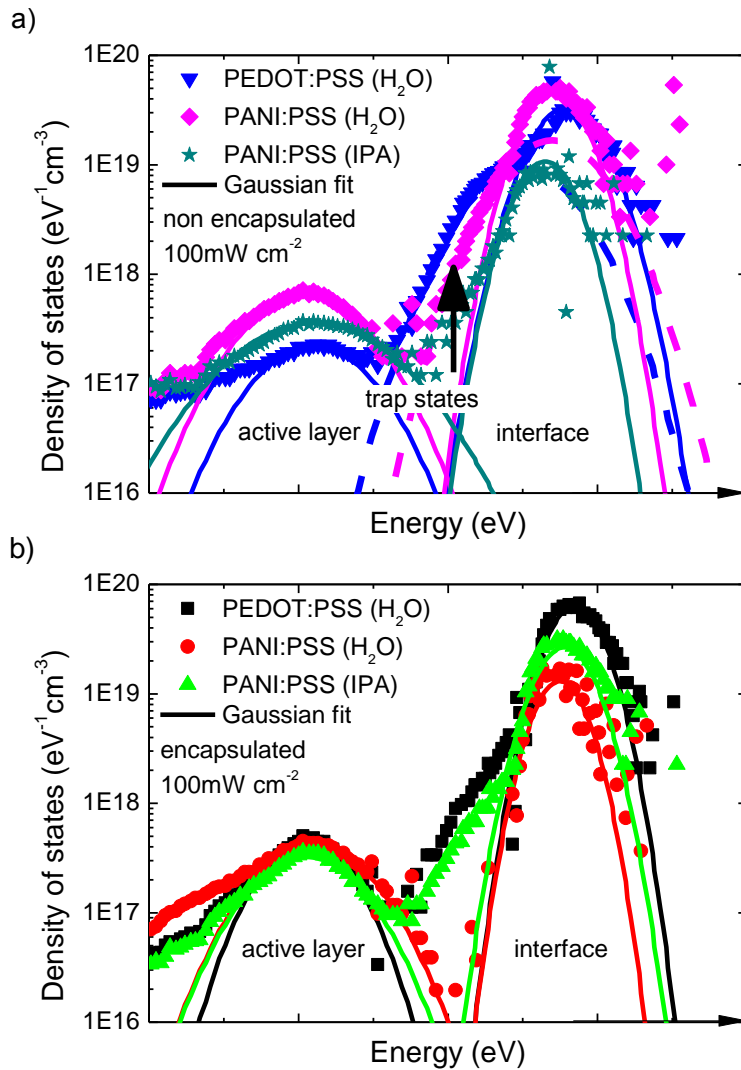 a)
1E20
1E19
1E18
1E17
1E16
Density of states (eV⁻¹cm⁻³)
PEDOT:PSS (H₂O)
PANI:PSS (H₂O)
PANI:PSS (IPA)
Gaussian fit
non encapsulated
100mW cm⁻²
trap states
active layer
interface
Energy (eV)
b)
1E20
1E19
1E18
1E17
1E16
Density of states (eV⁻¹cm⁻³)
PEDOT:PSS (H₂O)
PANI:PSS (H₂O)
PANI:PSS (IPA)
Gaussian fit
encapsulated
100mW cm⁻²
active layer
interface
Energy (eV)